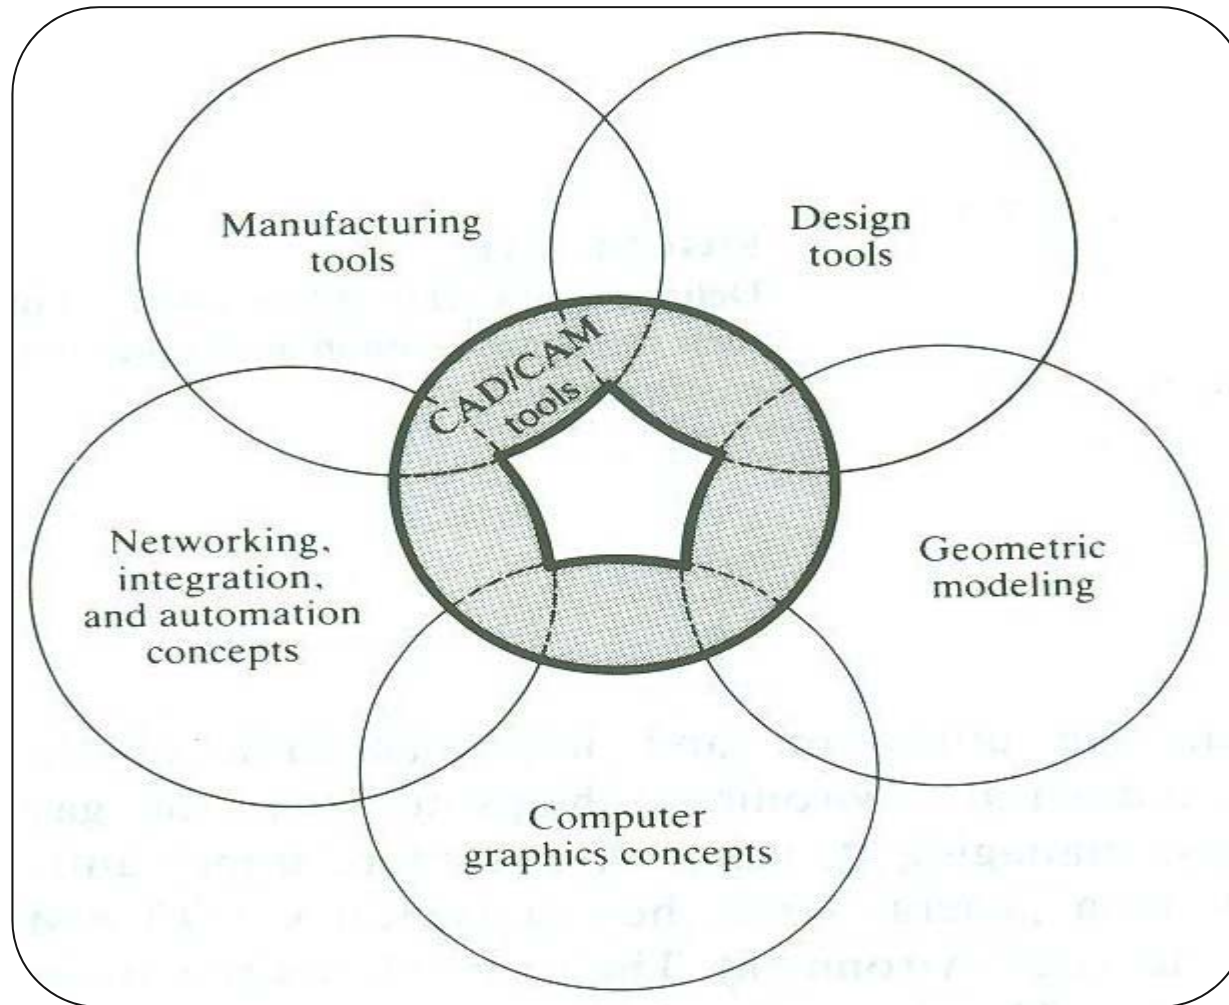 Manufacturing
tools
Design
tools
CAD/CAM
tools
Networking,
integration,
and automation
concepts
Geometric
modeling
Computer
graphics concepts